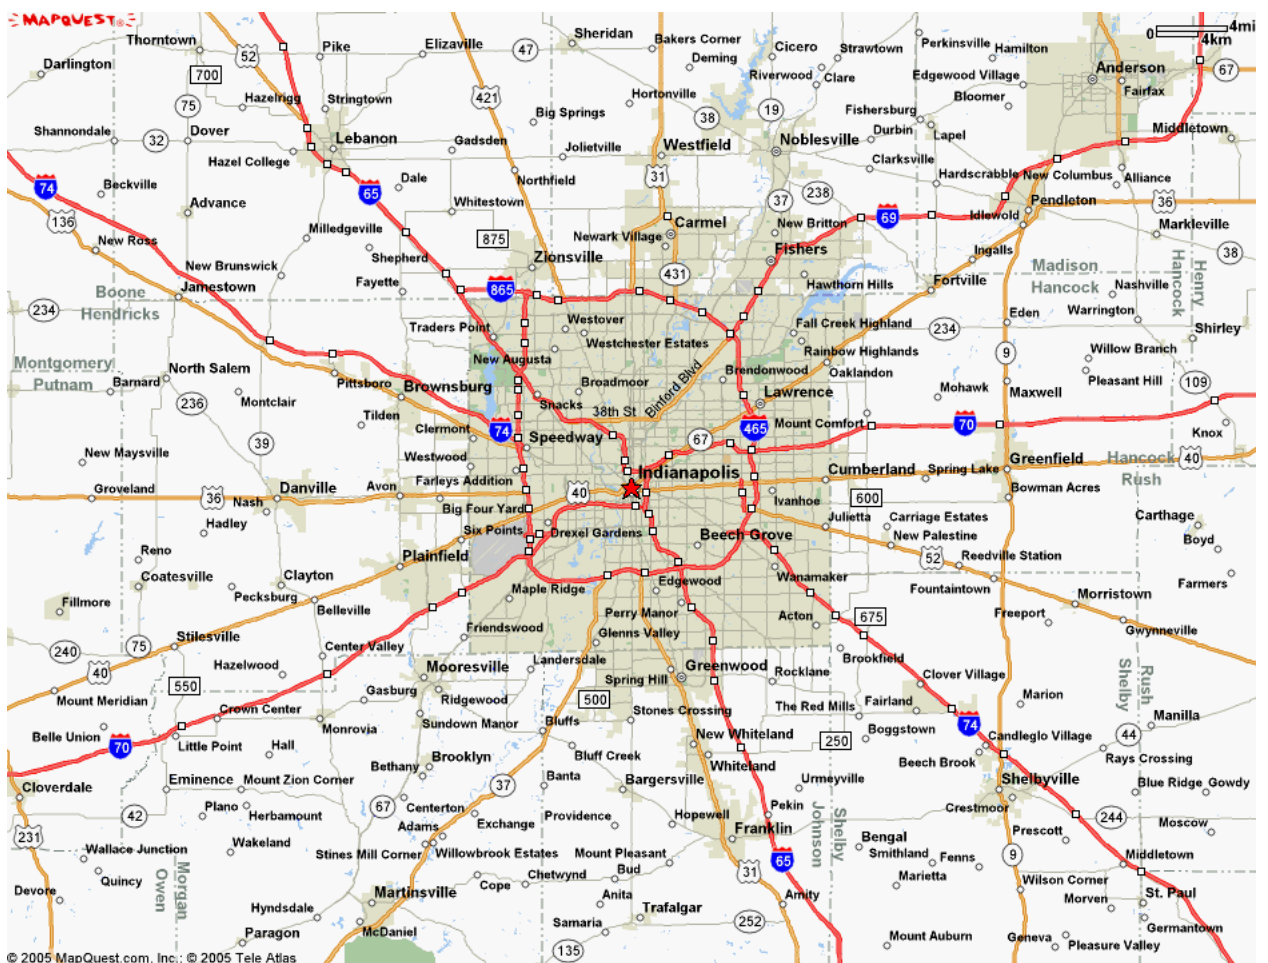 MAPQUEST®
4mi
0
4km
Thorntown
52
Pike
Elizaville
47
Sheridan
Bakers Corner
Cicero
Strawtown
Perkinsville
Hamilton
Anderson
67
Darlington
700
Deming
Riverwood
Clare
Edgewood Village
Fairfax
75
Hazelrigg
Stringtown
421
Hortonville
Bloomer
Big Springs
38
19
Fishersburg
Shannondale
32
Dover
Lebanon
Gadsden
Jolietville
Westfield
Noblesville
Durbin
Lapel
Middletown
Hazel College
Clarksville
74
Beckville
65
Dale
Northfield
31
238
Hardscrabble
New Columbus
Alliance
Advance
Whitestown
37
Idlewold
Pendleton
36
136
Milledgeville
875
Carmel
New Britton
69
Markleville
New Ross
Newark Village
Fishers
Ingalls
38
Shepherd
Zionsville
New Brunswick
431
Madison
Hancock
Henry
Hancock
Jamestown
Fayette
865
Hawthorn Hills
Fortville
Nashville
Boone
Hendricks
234
Westover
Traders Point
Fall Creek Highland
234
Eden
Warrington
Shirley
Westchester Estates
Rainbow Highlands
9
Willow Branch
Montgomery
Putnam
North Salem
New Augusta
Oaklandon
Barnard
Pittsboro
Brownsburg
Broadmoor
Binford Blvd
Brendonwood
Lawrence
Mohawk
Maxwell
Pleasant Hill
109
236
Montclair
Snacks
38th St
Tilden
Clermont
74
Speedway
465
Mount Comfort
70
Knox
39
67
New Maysville
Westwood
Indianapolis
Cumberland
Spring Lake
Greenfield
Hancock
Rush
40
Groveland
36
Nash
Danville
Avon
Farleys Addition
40
Ivanhoe
600
Bowman Acres
Hadley
Big Four Yard
Julietta
Carriage Estates
Carthage
Six Points
Drexel Gardens
Beech Grove
New Palestine
Boyd
Reno
Plainfield
52
Reedville Station
Coatesville
Clayton
Maple Ridge
Edgewood
Wanamaker
Fountaintown
Farmers
Fillmore
Pecksburg
Belleville
Perry Manor
Acton
675
Freeport
Morristown
75
Stilesville
Friendswood
Glenns Valley
Gwynneville
240
Center Valley
Brookfield
40
Hazelwood
Mooresville
Landersdale
Greenwood
Rocklane
Clover Village
Rush
Shelby
550
Gasburg
Ridgewood
Spring Hill
Mount Meridian
Crown Center
500
Stones Crossing
The Red Mills
Fairland
Marion
Belle Union
70
Little Point
Monrovia
Sundown Manor
Bluffs
Boggstown
74
Manilla
Hall
New Whiteland
250
Candleglo Village
44
Bethany
Brooklyn
Bluff Creek
Whiteland
Beech Brook
Rays Crossing
Cloverdale
Eminence
Mount Zion Corner
37
Banta
Bargersville
Urmeyville
Shelbyville
Blue Ridge
Gowdy
Plano
Herbamount
67
Centerton
Pekin
Crestmoor
42
Adams
Exchange
Providence
Hopewell
Franklin
Shelby
Johnson
Prescott
244
Moscow
231
Wakeland
Bengal
Wallace Junction
Stines Mill Corner
Willowbrook Estates
Mount Pleasant
65
Smithland
Fenns
9
Middletown
Quincy
Morgan
Owen
Cope
Chetwynd
Bud
31
Marietta
Wilson Corner
Devore
Martinsville
Anita
Amity
Morven
St. Paul
Hyndsdale
Trafalgar
252
McDaniel
Samaria
Germantown
Paragon
135
Mount Auburn
Geneva
Pleasure Valley
© 2005 MapQuest.com, Inc.; © 2005 Tele Atlas